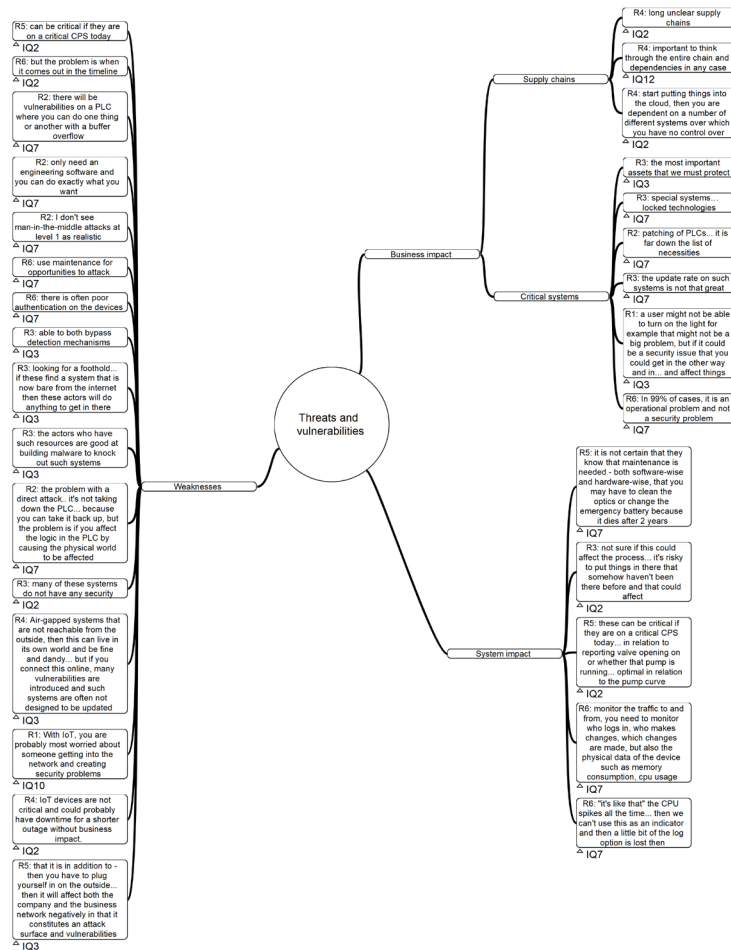 R5: can be critical if they are
on a critical CPS today
IQ2
R6: but the problem is when
it comes out in the timeline
IQ2
R2: there will be
vulnerabilities on a PLC
where you can do one thing
or another with a buffer
overflow
IQ7
R2: only need an
engineering software and
you can do exactly what you
want
IQ7
R2: I don't see
man-in-the-middle attacks at
level 1 as realistic
IQ7
R6: use maintenance for
opportunities to attack
IQ7
R6: there is often poor
authentication on the devices
IQ7
R3: able to both bypass
detection mechanisms
IQ3
R3: looking for a foothold...
if these find a system that is
now bare from the internet
then these actors will do
anything to get in there
IQ3
R3: the actors who have
such resources are good at
building malware to knock
out such systems
IQ3
R2: the problem with a
direct attack.. it's not taking
down the PLC... because
you can take it back up, but
the problem is if you affect
the logic in the PLC by
causing the physical world
to be affected
IQ7
R3: many of these systems
do not have any security
IQ2
R4: Air-gapped systems that
are not reachable from the
outside, then this can live in
its own world and be fine
and dandy... but if you
connect this online, many
vulnerabilities are
introduced and such
systems are often not
designed to be updated
IQ3
R1: With IoT, you are
probably most worried about
someone getting into the
network and creating
security problems
IQ10
R4: IoT devices are not
critical and could probably
have downtime for a shorter
outage without business
impact.
IQ2
R5: that it is in addition to -
then you have to plug
yourself in on the outside...
then it will affect both the
company and the business
network negatively in that it
constitutes an attack
surface and vulnerabilities
IQ3
Weaknesses
Threats and
vulnerabilities
Business impact
Supply chains
R4: long unclear supply
chains
IQ2
R4: important to think
through the entire chain and
dependencies in any case
IQ12
R4: start putting things into
the cloud, then you are
dependent on a number of
different systems over which
you have no control over
IQ2
Critical systems
R3: the most important
assets that we must protect
IQ3
R3: special systems...
locked technologies
IQ7
R2: patching of PLCs... it is
far down the list of
necessities
IQ7
R3: the update rate on such
systems is not that great
IQ7
R1: a user might not be able
to turn on the light for
example that might not be a
big problem, but if it could
be a security issue that you
could get in the other way
and in... and affect things
IQ3
R6: In 99% of cases, it is an
operational problem and not
a security problem
IQ7
System impact
R5: it is not certain that they
know that maintenance is
needed - both software-wise
and hardware-wise, that you
may have to clean the
optics or change the
emergency battery because
it dies after 2 years
IQ7
R3: not sure if this could
affect the process... it's risky
to put things in there that
somehow haven't been
there before and that could
affect
IQ2
R5: these can be critical if
they are on a critical CPS
today... in relation to
reporting valve opening on
or whether that pump is
running... optimal in relation
to the pump curve
IQ2
R6: monitor the traffic to and
from, you need to monitor
who logs in, who makes
changes, which changes
are made, but also the
physical data of the device
such as memory
consumption, cpu usage
IQ7
R6: "it's like that" the CPU
spikes all the time... then we
can't use this as an indicator
and then a little bit of the log
option is lost then
IQ7